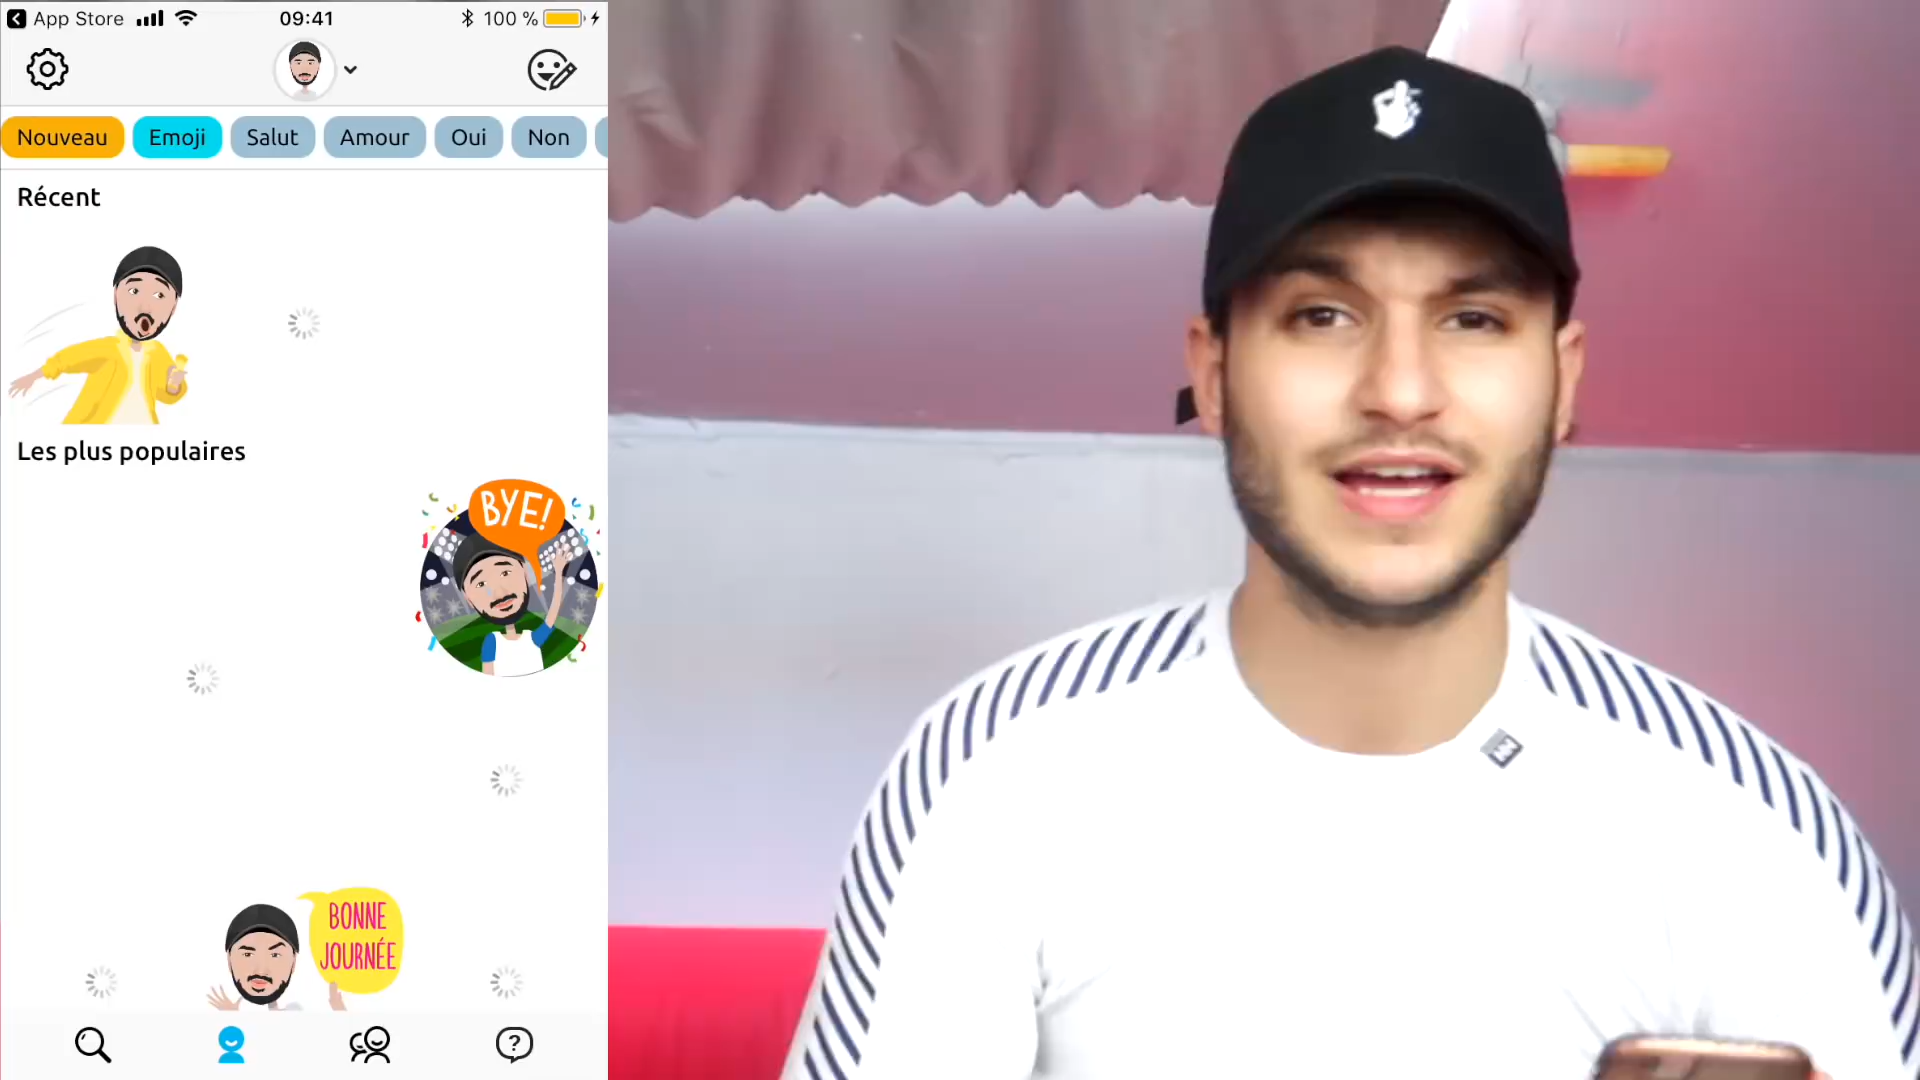 App Store 09:41 100 %
Nouveau Emoji Salut Amour Oui Non
Récent
Les plus populaires
BYE!
BONNE
JOURNÉE
?